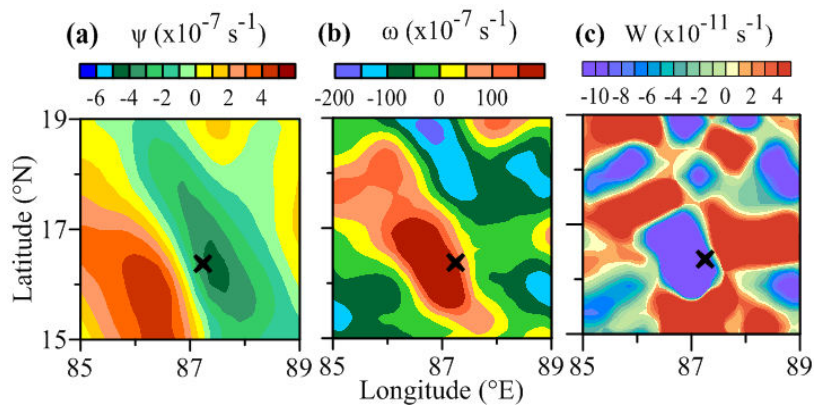 (a) ψ (x10⁻⁷ s⁻¹) (b) ω (x10⁻⁷ s⁻¹) (c) W (x10⁻¹¹ s⁻¹)
-6 -4 -2 0 2 4 -200 -100 0 100 -10 -8 -6 -4 -2 0 2 4
19
17
15
Latitude (°N)
85 87 89 85 87 89 85 87 89
Longitude (°E)